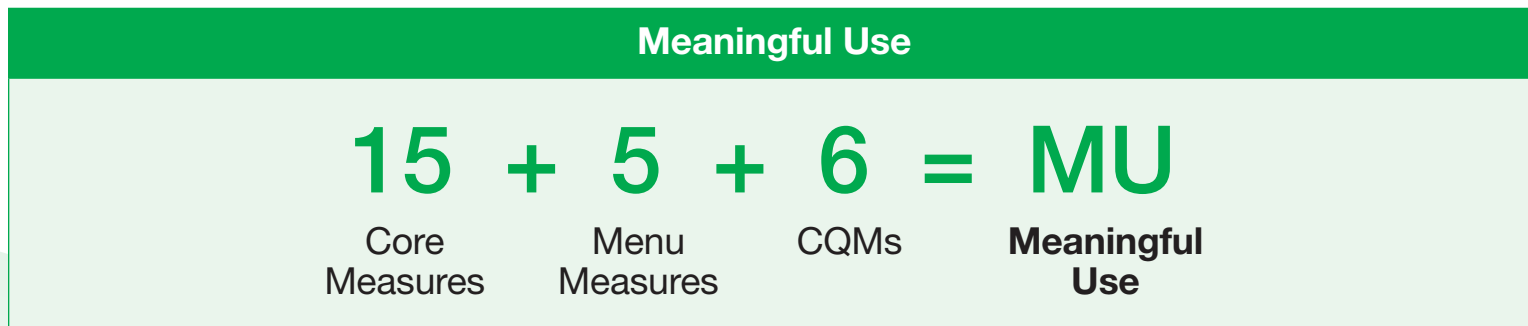 Meaningful Use
15 + 5 + 6 = MU
Core Menu CQMs Meaningful
Measures Measures Use